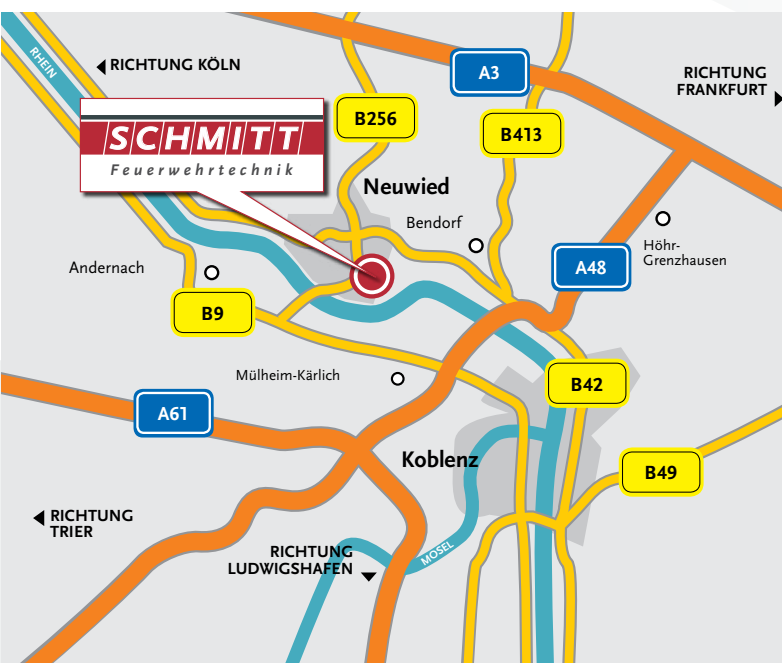 RHEIN
RICHTUNG KÖLN
A3
RICHTUNG
FRANKFURT
SCHMITT
Feuerwehrtechnik
B256
B413
Neuwied
Bendorf
Höhr-
Grenzhausen
Andernach
A48
B9
Mülheim-Kärlich
B42
A61
Koblenz
B49
RICHTUNG
TRIER
RICHTUNG
LUDWIGSHAFEN
MOSEL